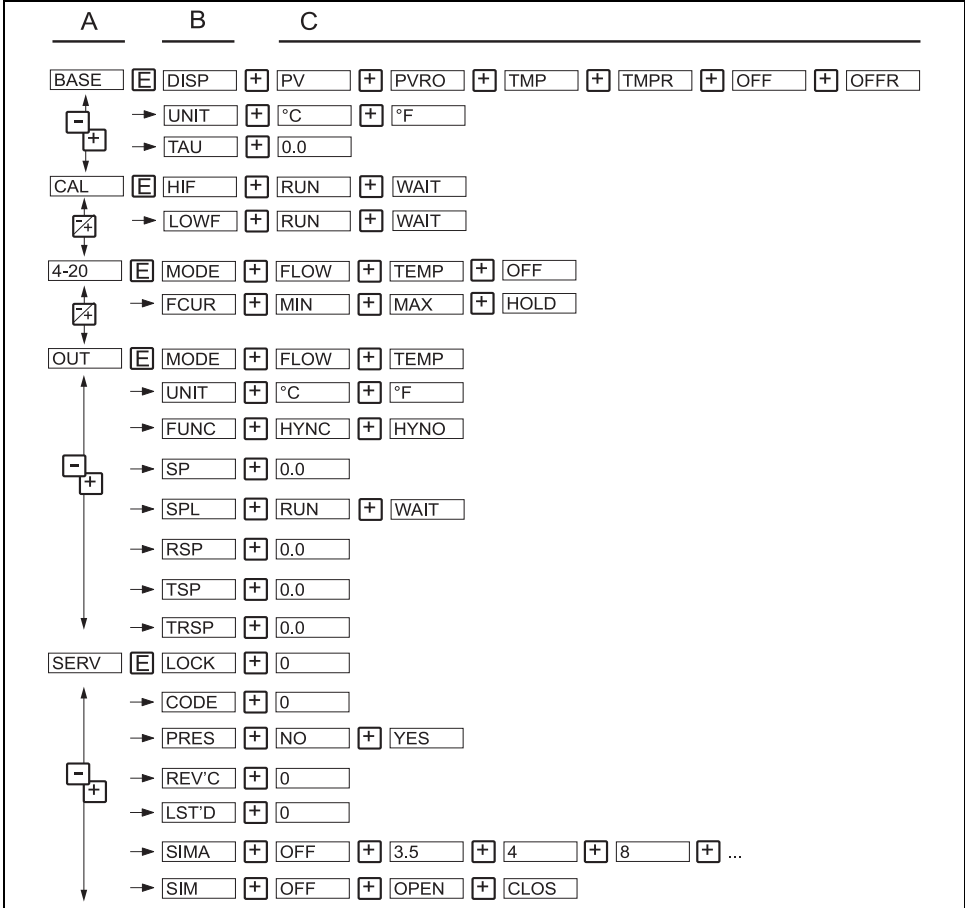 A B C
BASE E DISP + PV + PVRO + TMP + TMPR + OFF + OFFR
UNIT + °C + °F
- +
TAU + 0.0
CAL E HIF + RUN + WAIT
LOWF + RUN + WAIT
-/+
4-20 E MODE + FLOW + TEMP + OFF
FCUR + MIN + MAX + HOLD
-/+
OUT E MODE + FLOW + TEMP
UNIT + °C + °F
FUNC + HYNC + HYNO
- +
SP + 0.0
SPL + RUN + WAIT
RSP + 0.0
TSP + 0.0
TRSP + 0.0
SERV E LOCK + 0
CODE + 0
PRES + NO + YES
- +
REV'C + 0
LST'D + 0
SIMA + OFF + 3.5 + 4 + 8 + ...
SIM + OFF + OPEN + CLOS